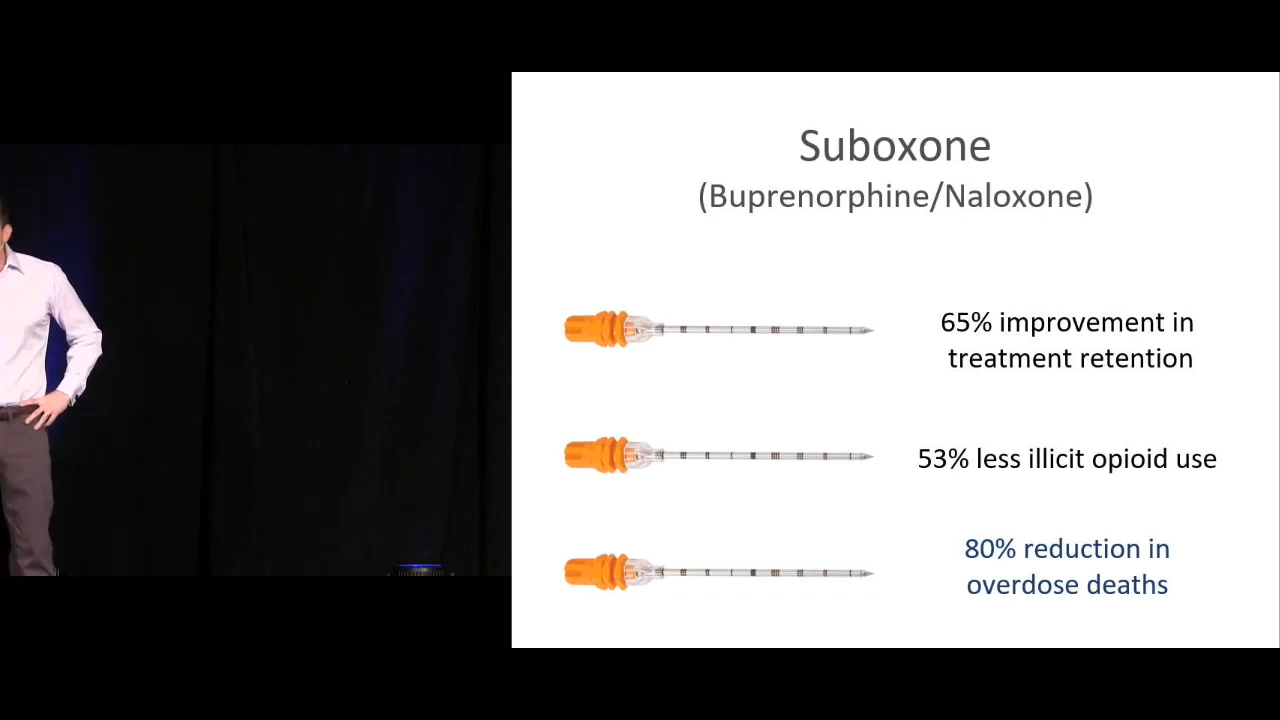 Suboxone
(Buprenorphine/Naloxone)
65% improvement in
treatment retention
53% less illicit opioid use
80% reduction in
overdose deaths